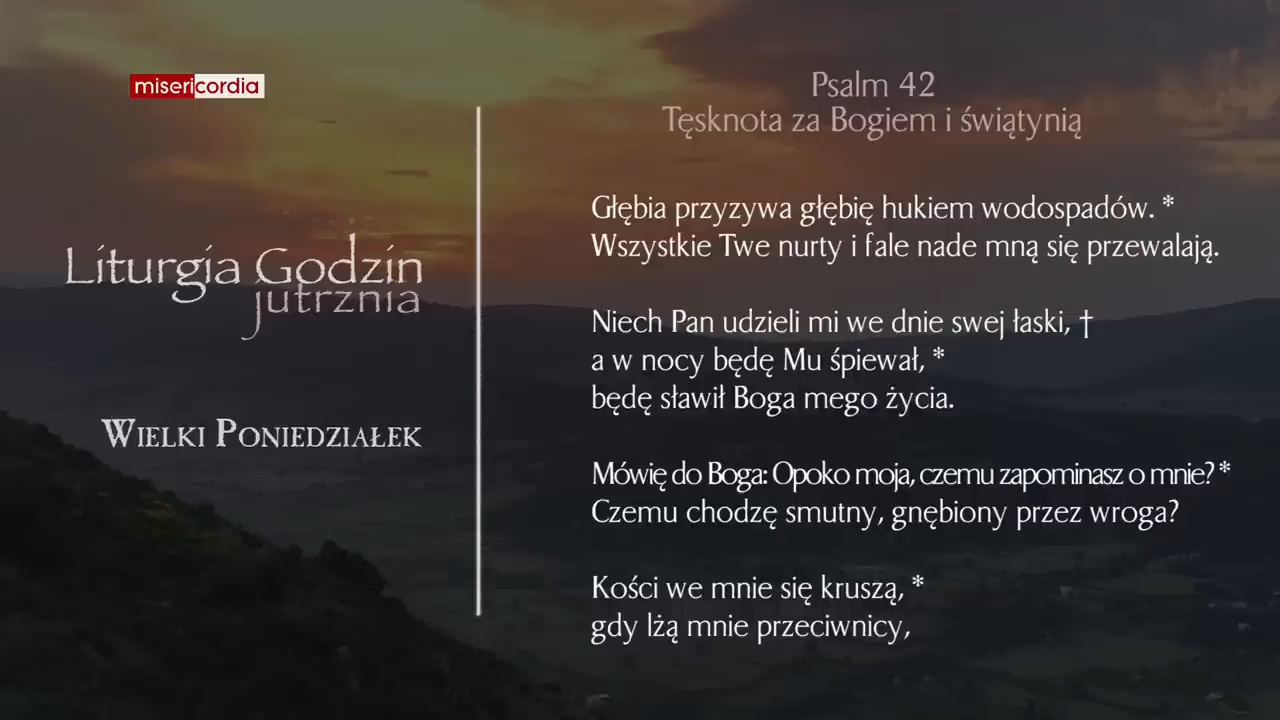 misericordia
Liturgia Godzin
jutrznia
Wielki Poniedziałek
Psalm 42
Tęsknota za Bogiem i świątynią
Głębia przyzywa głębię hukiem wodospadów. *
Wszystkie Twe nurty i fale nade mną się przewalają.
Niech Pan udzieli mi we dnie swej łaski, †
a w nocy będę Mu śpiewał, *
będę sławił Boga mego życia.
Mówię do Boga: Opoko moja, czemu zapominasz o mnie? *
Czemu chodzę smutny, gnębiony przez wroga?
Kości we mnie się kruszą, *
gdy lżą mnie przeciwnicy,